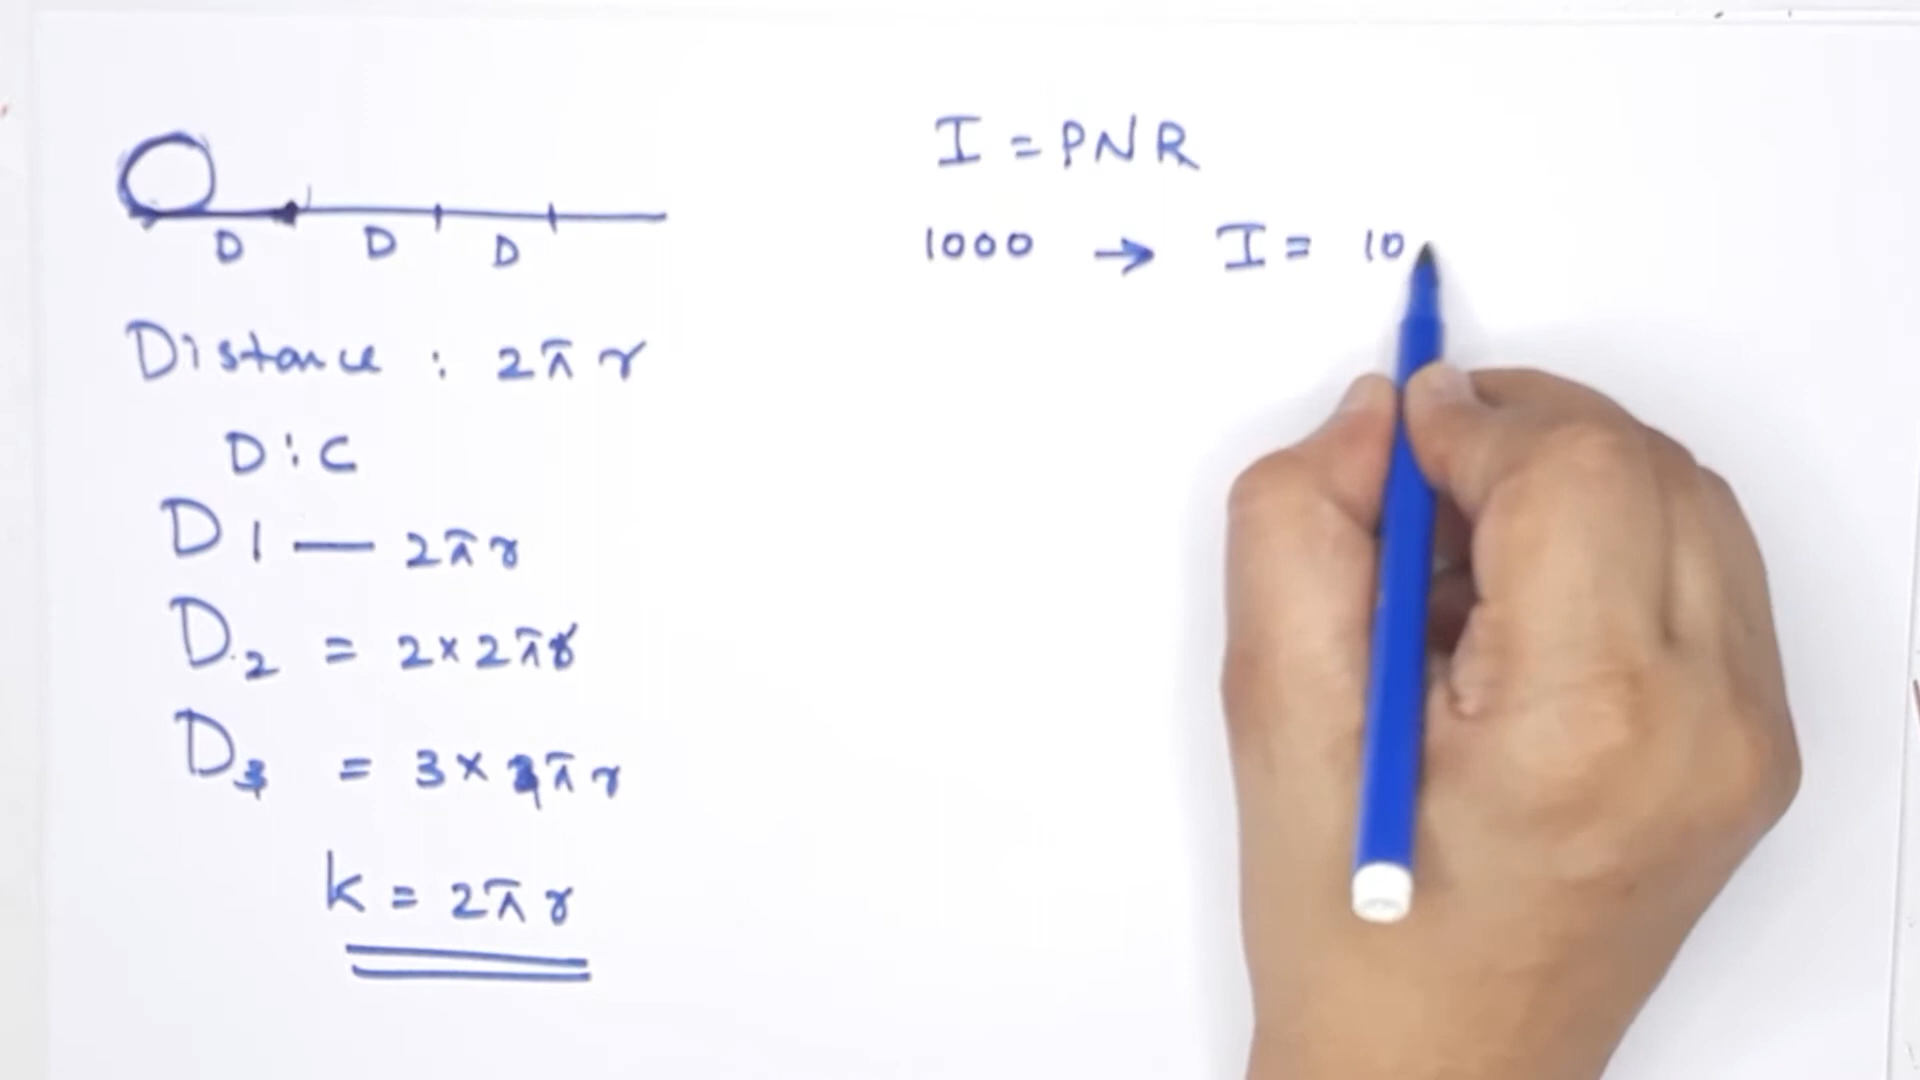 D D D
Distance : 2πr
D : C
D1 — 2πr
D2 = 2×2πr
D3 = 3×2πr
k = 2πr
I = PNR
1000 → I = 10